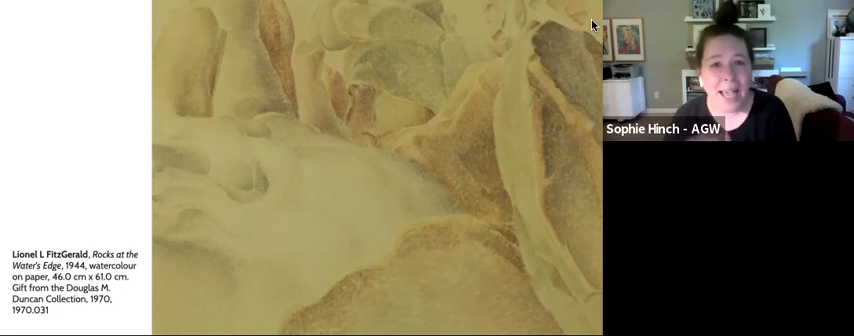 Lionel L FitzGerald, Rocks at the
Water's Edge, 1944, watercolour
on paper, 46.0 cm x 61.0 cm.
Gift from the Douglas M.
Duncan Collection, 1970,
1970.031
Sophie Hinch - AGW